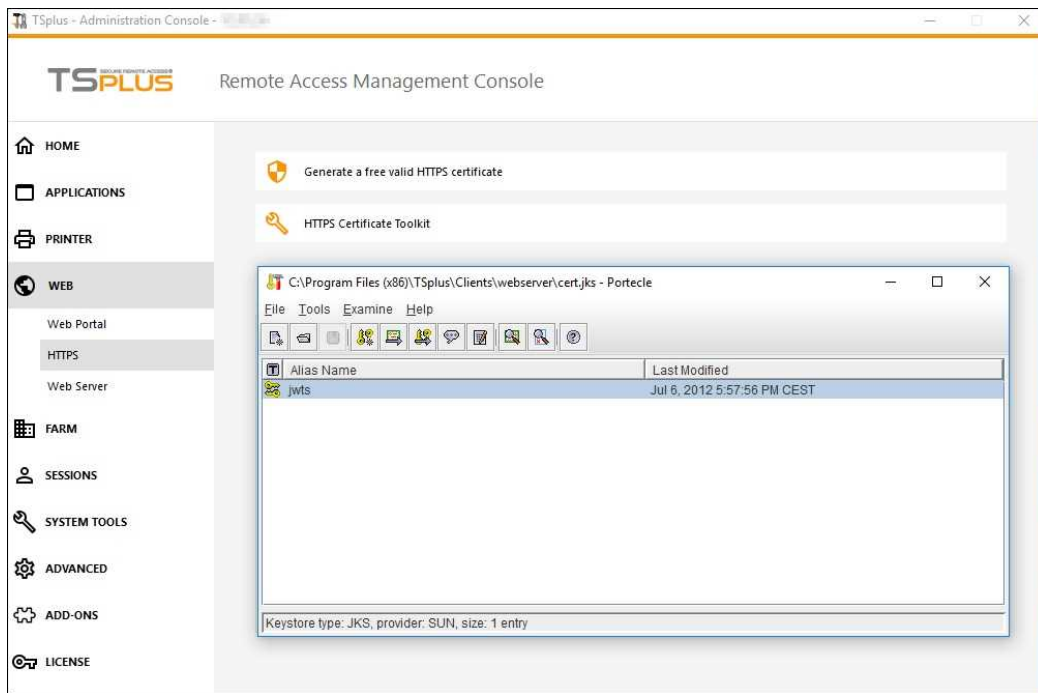 TSplus - Administration Console -
TSPLUS
SECURE REMOTE ACCESS
Remote Access Management Console
HOME
APPLICATIONS
PRINTER
WEB
Web Portal
HTTPS
Web Server
FARM
SESSIONS
SYSTEM TOOLS
ADVANCED
ADD-ONS
LICENSE
Generate a free valid HTTPS certificate
HTTPS Certificate Toolkit
C:\Program Files (x86)\TSplus\Clients\webserver\cert.jks - Portecle
File Tools Examine Help
T Alias Name Last Modified
jwts Jul 6, 2012 5:57:56 PM CEST
Keystore type: JKS, provider: SUN, size: 1 entry